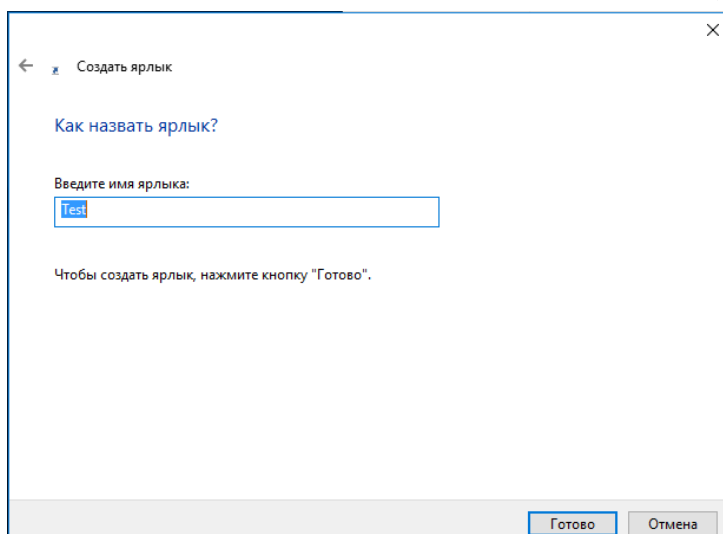 Создать ярлык
Как назвать ярлык?
Введите имя ярлыка:
Test
Чтобы создать ярлык, нажмите кнопку "Готово".
Готово Отмена